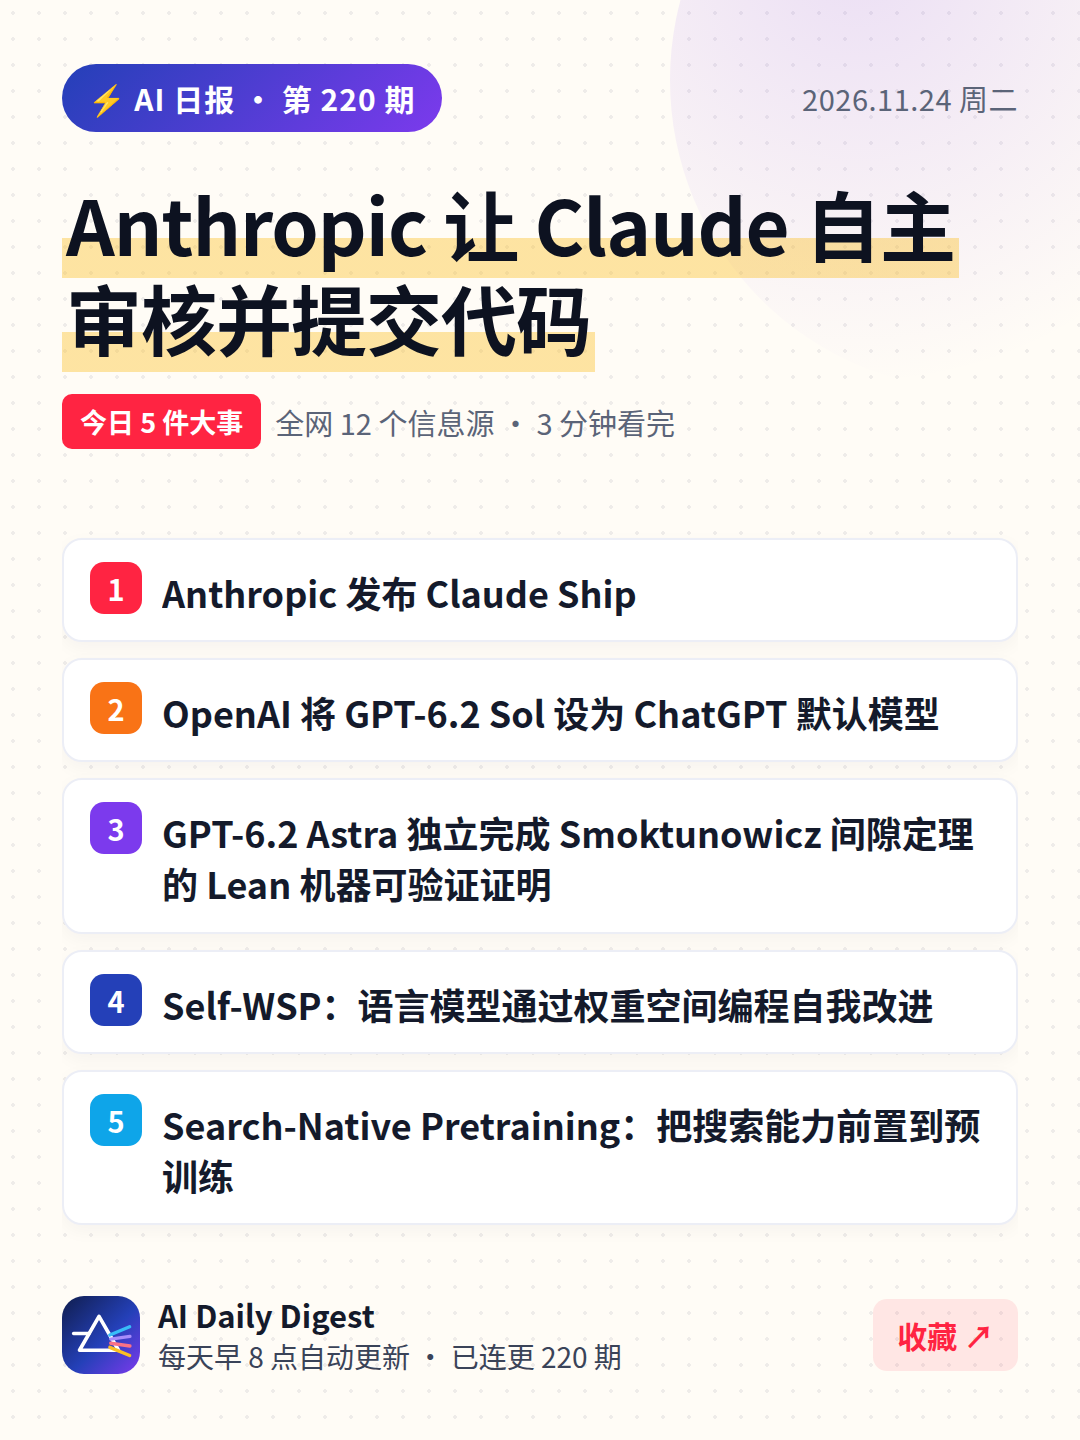 ⚡ AI 日报 · 第 220 期
2026.11.24 周二
Anthropic 让 Claude 自主
审核并提交代码
今日 5 件大事
全网 12 个信息源 · 3 分钟看完
1
Anthropic 发布 Claude Ship
2
OpenAI 将 GPT-6.2 Sol 设为 ChatGPT 默认模型
3
GPT-6.2 Astra 独立完成 Smoktunowicz 间隙定理
的 Lean 机器可验证证明
4
Self-WSP：语言模型通过权重空间编程自我改进
5
Search-Native Pretraining：把搜索能力前置到预
训练
AI Daily Digest
每天早 8 点自动更新 · 已连更 220 期
收藏 ↗